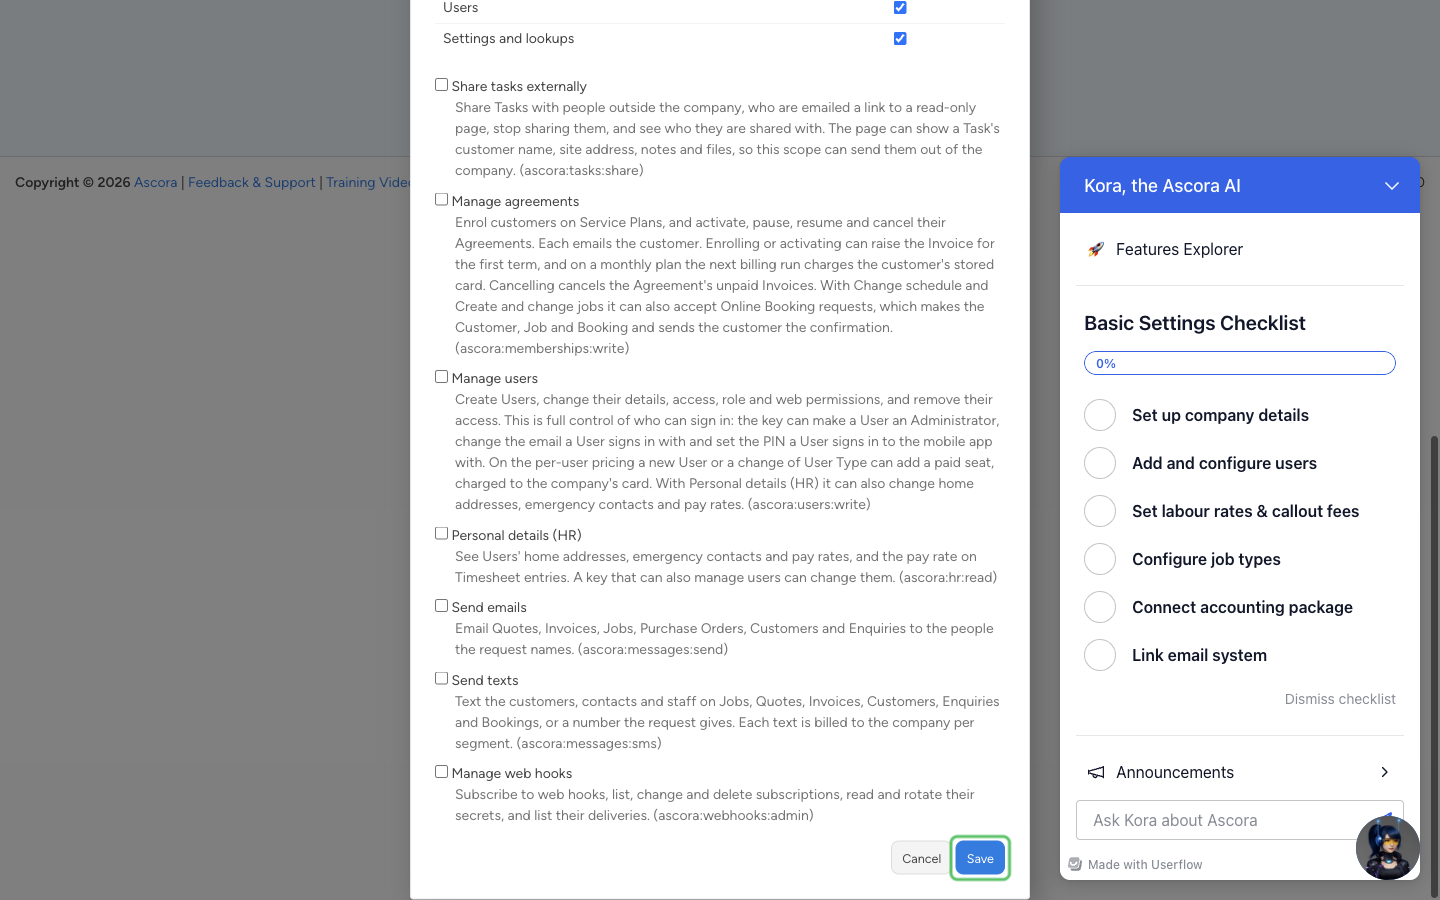 Users
Settings and lookups
Share tasks externally
Share Tasks with people outside the company, who are emailed a link to a read-only
page, stop sharing them, and see who they are shared with. The page can show a Task's
customer name, site address, notes and files, so this scope can send them out of the
company. (ascora:tasks:share)
Manage agreements
Enrol customers on Service Plans, and activate, pause, resume and cancel their
Agreements. Each emails the customer. Enrolling or activating can raise the Invoice for
the first term, and on a monthly plan the next billing run charges the customer's stored
card. Cancelling cancels the Agreement's unpaid Invoices. With Change schedule and
Create and change jobs it can also accept Online Booking requests, which makes the
Customer, Job and Booking and sends the customer the confirmation.
(ascora:memberships:write)
Manage users
Create Users, change their details, access, role and web permissions, and remove their
access. This is full control of who can sign in: the key can make a User an Administrator,
change the email a User signs in with and set the PIN a User signs in to the mobile app
with. On the per-user pricing a new User or a change of User Type can add a paid seat,
charged to the company's card. With Personal details (HR) it can also change home
addresses, emergency contacts and pay rates. (ascora:users:write)
Personal details (HR)
See Users' home addresses, emergency contacts and pay rates, and the pay rate on
Timesheet entries. A key that can also manage users can change them. (ascora:hr:read)
Send emails
Email Quotes, Invoices, Jobs, Purchase Orders, Customers and Enquiries to the people
the request names. (ascora:messages:send)
Send texts
Text the customers, contacts and staff on Jobs, Quotes, Invoices, Customers, Enquiries
and Bookings, or a number the request gives. Each text is billed to the company per
segment. (ascora:messages:sms)
Manage web hooks
Subscribe to web hooks, list, change and delete subscriptions, read and rotate their
secrets, and list their deliveries. (ascora:webhooks:admin)
Cancel
Save
Copyright © 2026 Ascora | Feedback & Support | Training
Kora, the Ascora AI
Features Explorer
Basic Settings Checklist
0%
Set up company details
Add and configure users
Set labour rates & callout fees
Configure job types
Connect accounting package
Link email system
Dismiss checklist
Announcements
Ask Kora about Ascora
Made with Userflow